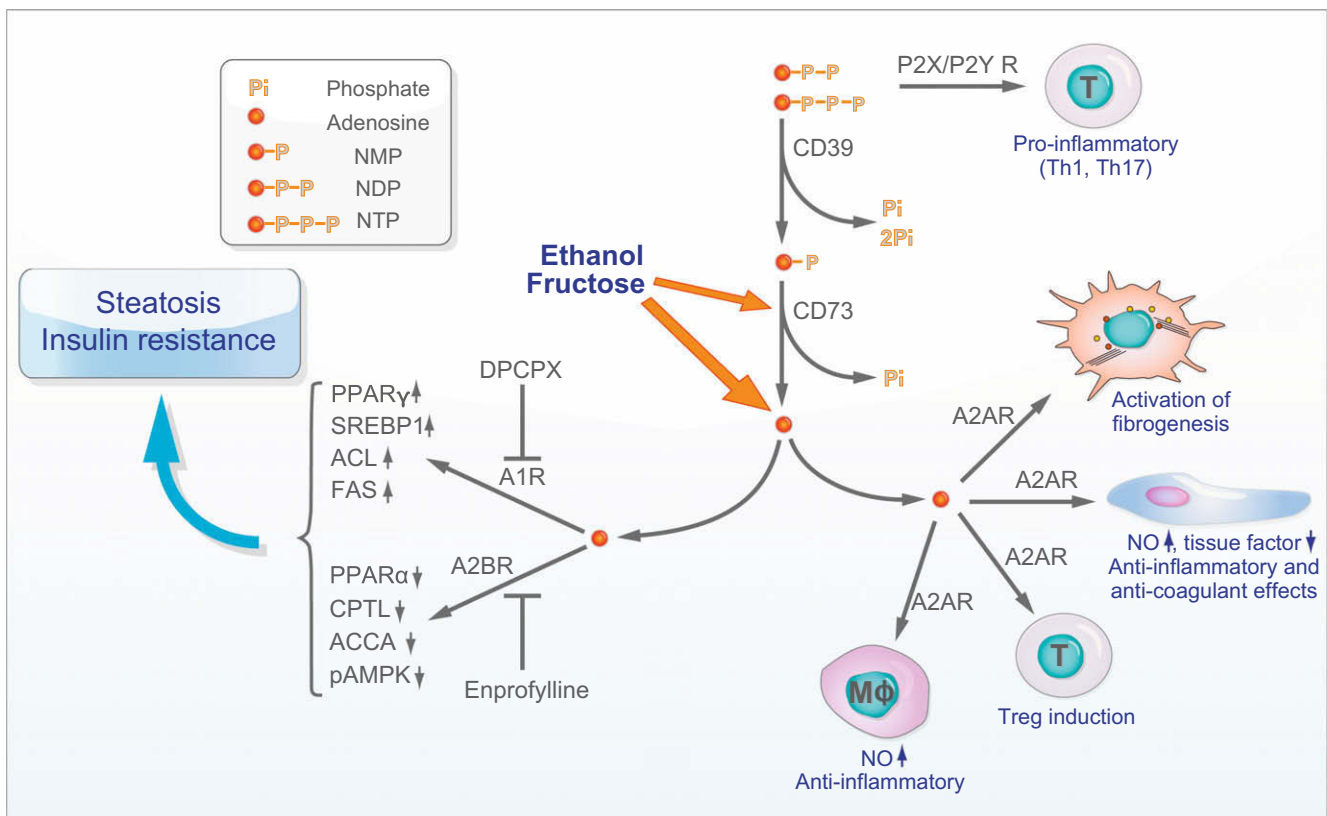 Pi Phosphate
Adenosine
P NMP
P-P NDP
P-P-P NTP
P-P
P-P-P
P2X/P2Y R
T
Pro-inflammatory
(Th1, Th17)
CD39
Pi
2Pi
P
Ethanol
Fructose
CD73
Pi
Steatosis
Insulin resistance
DPCPX
PPARγ
SREBP1
ACL
FAS
A1R
A2BR
PPARα
CPTL
ACCA
pAMPK
Enprofylline
A2AR
Activation of
fibrogenesis
A2AR
NO, tissue factor
Anti-inflammatory and
anti-coagulant effects
A2AR
T
Treg induction
A2AR
Mϕ
NO
Anti-inflammatory